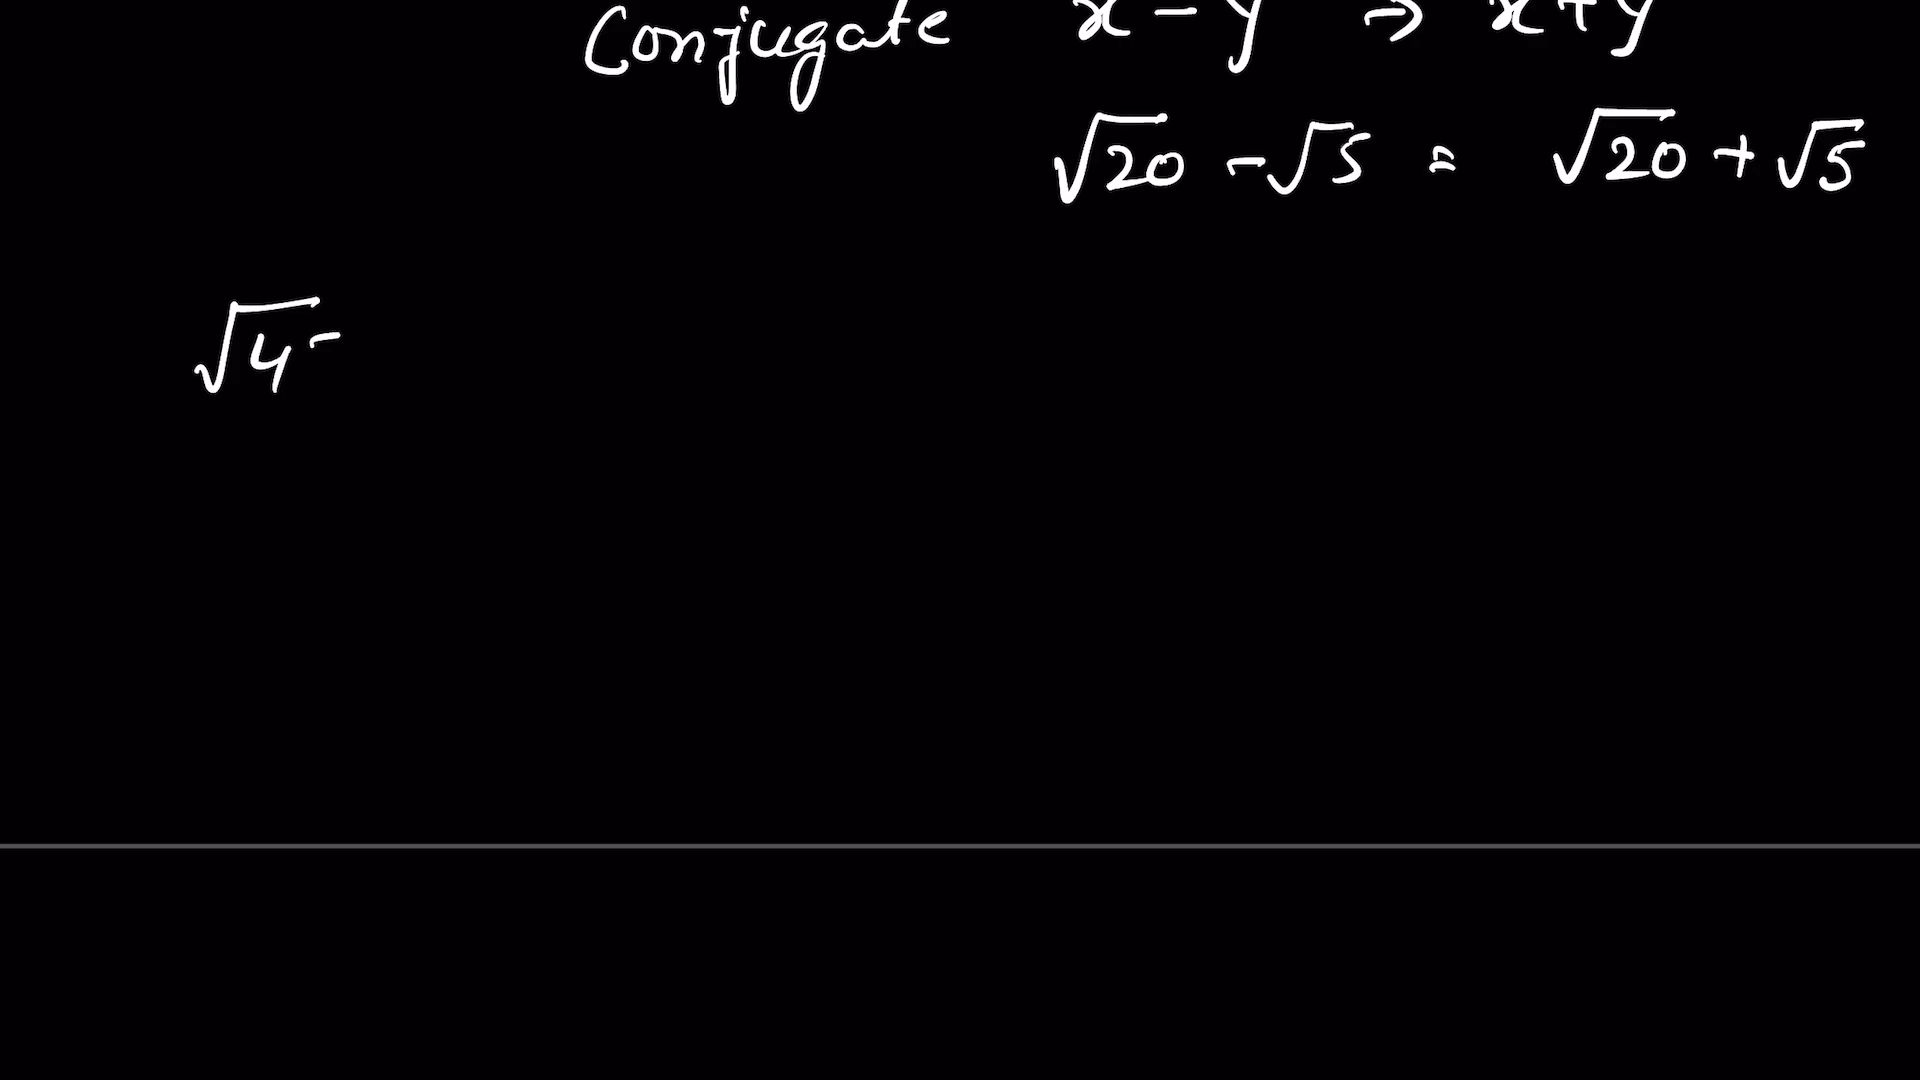 Conjugate x - y ⇒ x + y
√20 - √5 = √20 + √5
√4 -